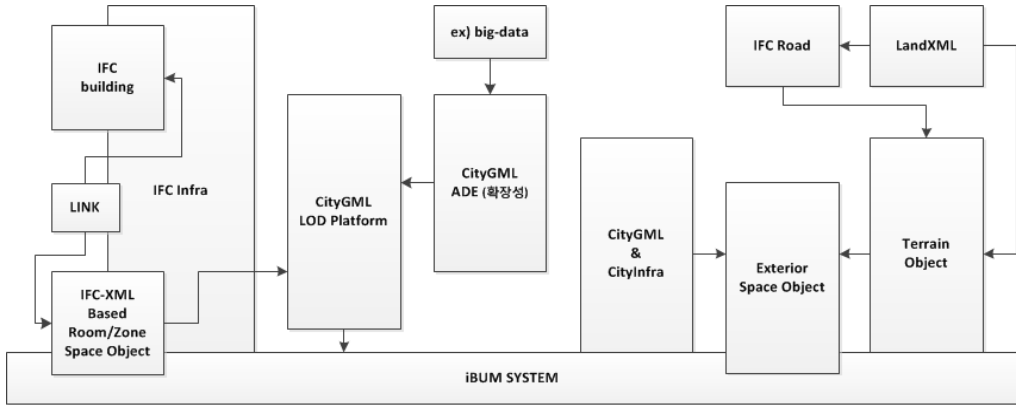 IFC
building
LINK
IFC-XML
Based
Room/Zone
Space Object
IFC Infra
CityGML
LOD Platform
ex) big-data
CityGML
ADE (확장성)
CityGML
&
CityInfra
IFC Road
LandXML
Exterior
Space Object
Terrain
Object
iBUM SYSTEM